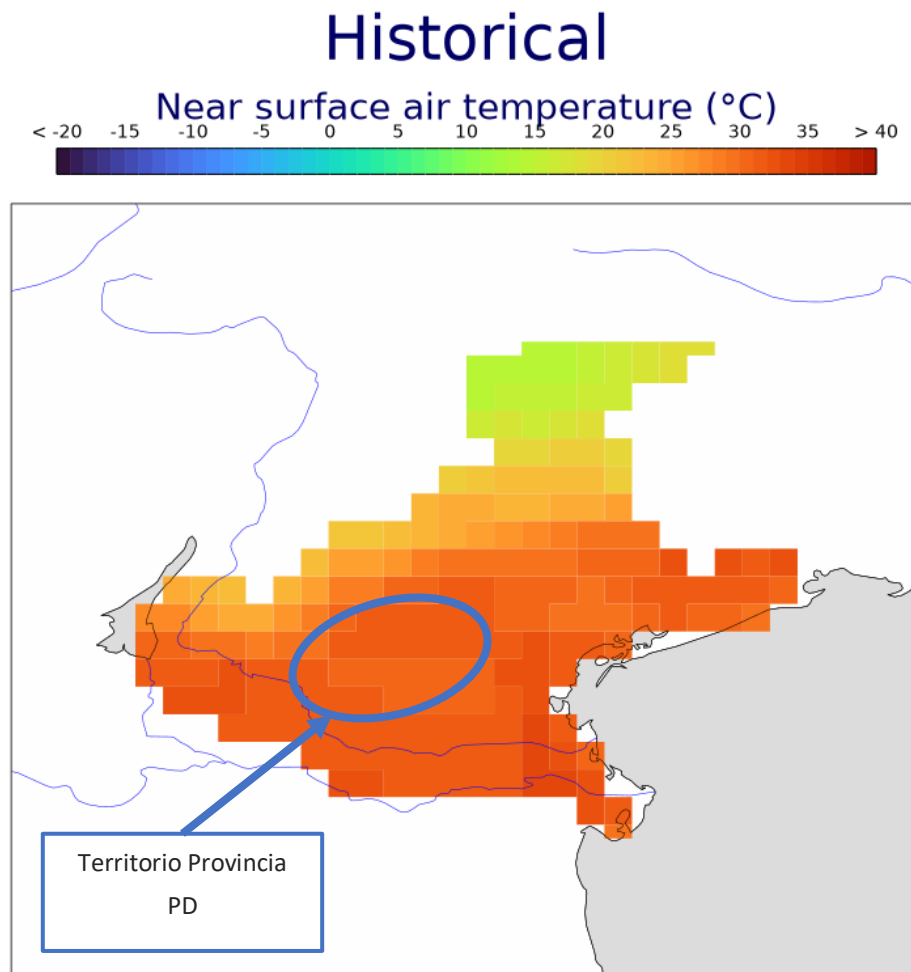 Historical
Near surface air temperature (°C)
< -20 -15 -10 -5 0 5 10 15 20 25 30 35 > 40
Territorio Provincia
PD